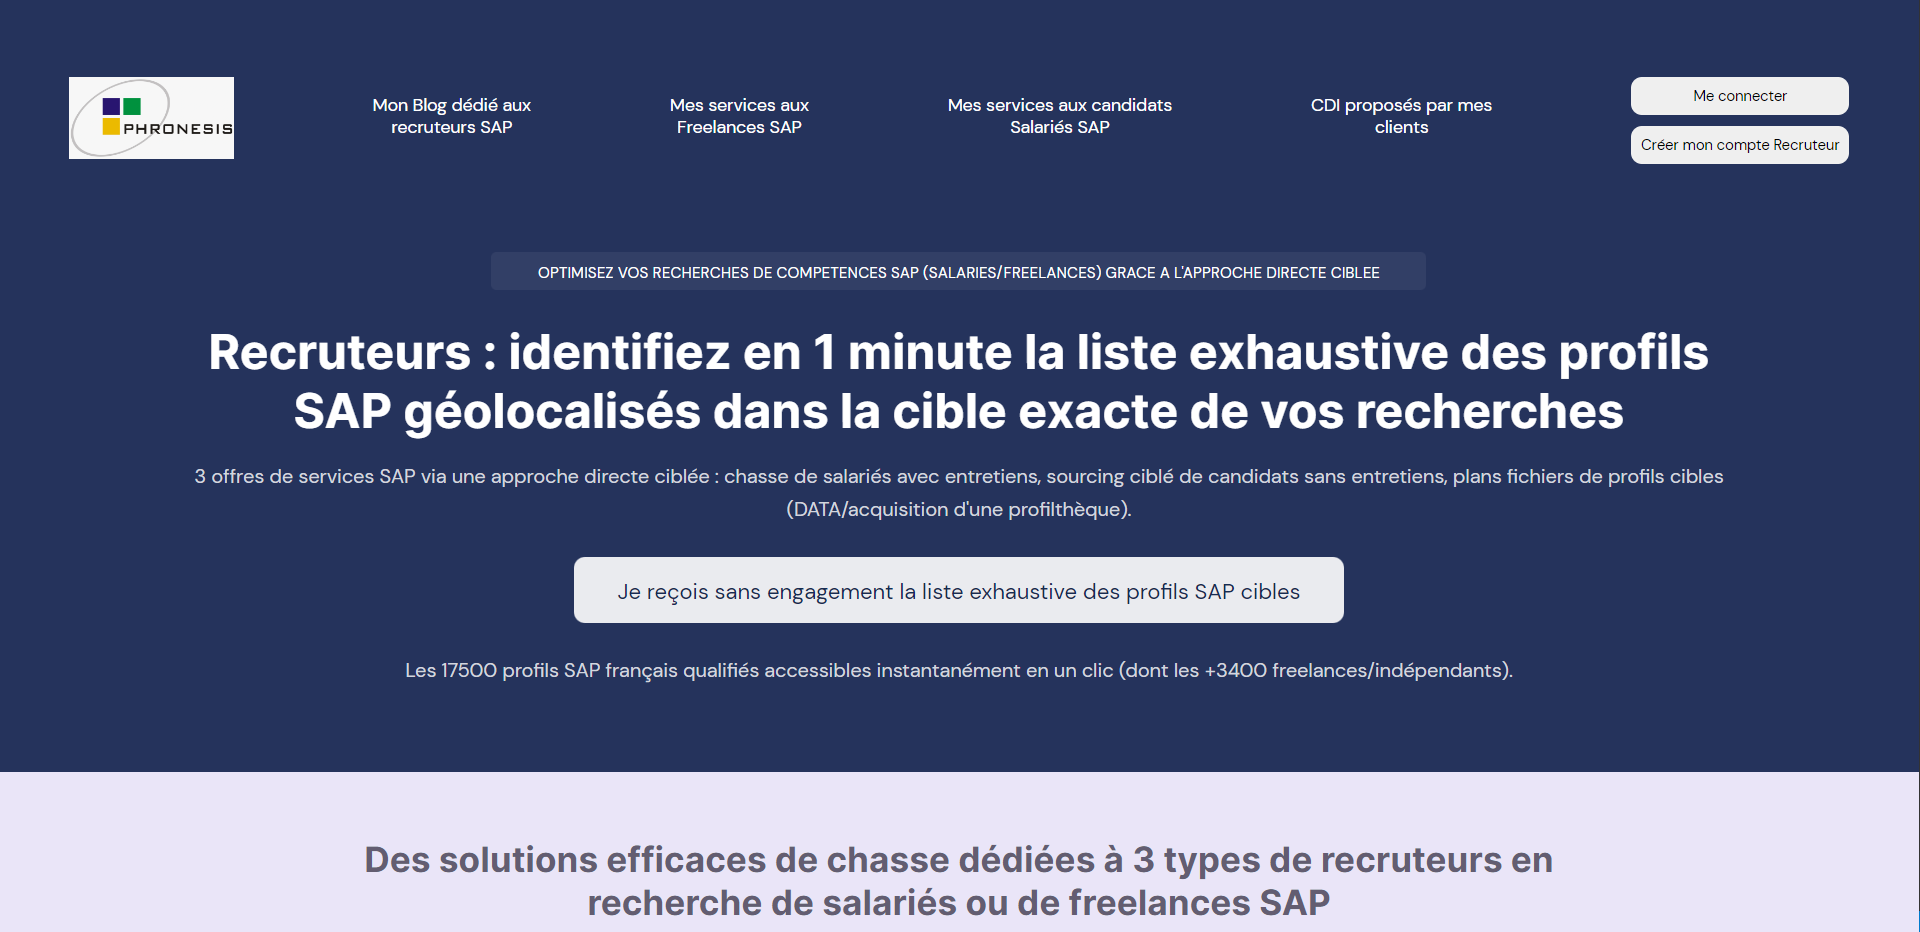 PHRONESIS
Mon Blog dédié aux
recruteurs SAP
Mes services aux
Freelances SAP
Mes services aux candidats
Salariés SAP
CDI proposés par mes
clients
Me connecter
Créer mon compte Recruteur
OPTIMISEZ VOS RECHERCHES DE COMPETENCES SAP (SALARIES/FREELANCES) GRACE A L'APPROCHE DIRECTE CIBLEE
Recruteurs : identifiez en 1 minute la liste exhaustive des profils
SAP géolocalisés dans la cible exacte de vos recherches
3 offres de services SAP via une approche directe ciblée : chasse de salariés avec entretiens, sourcing ciblé de candidats sans entretiens, plans fichiers de profils cibles
(DATA/acquisition d'une profilthèque).
Je reçois sans engagement la liste exhaustive des profils SAP cibles
Les 17500 profils SAP français qualifiés accessibles instantanément en un clic (dont les +3400 freelances/indépendants).
Des solutions efficaces de chasse dédiées à 3 types de recruteurs en
recherche de salariés ou de freelances SAP